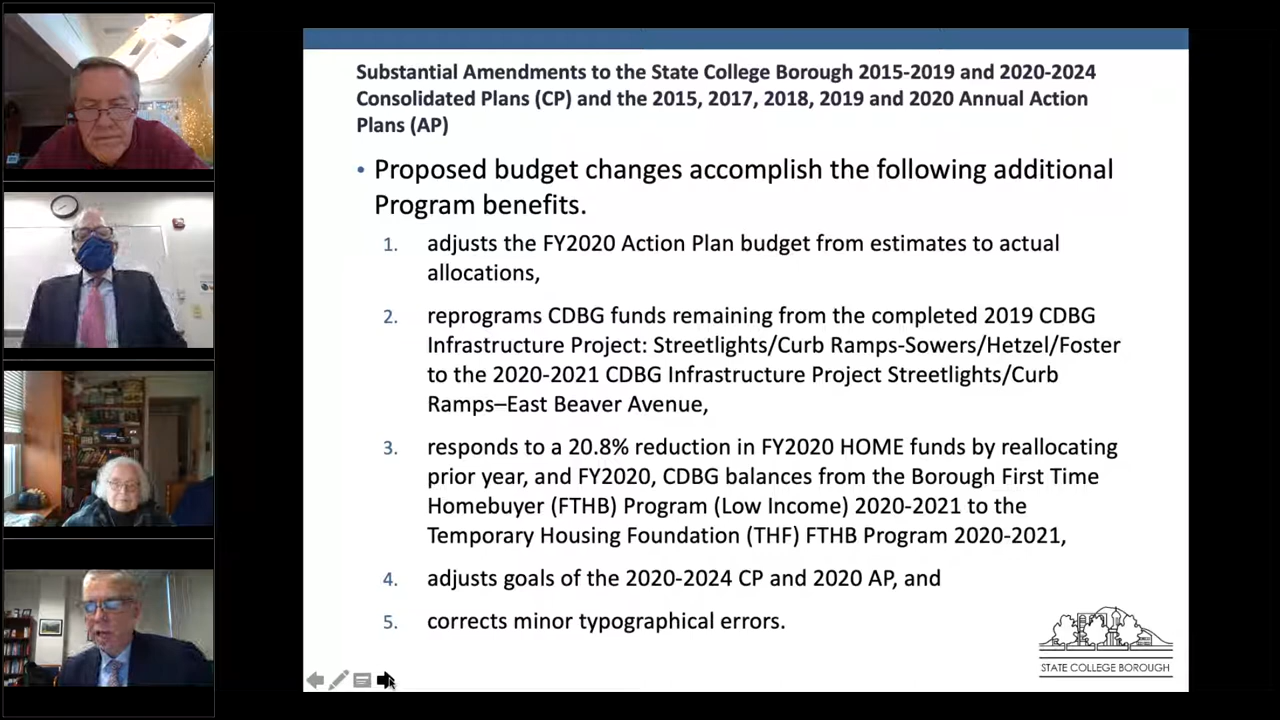 Substantial Amendments to the State College Borough 2015-2019 and 2020-2024
Consolidated Plans (CP) and the 2015, 2017, 2018, 2019 and 2020 Annual Action
Plans (AP)
• Proposed budget changes accomplish the following additional
Program benefits.
1. adjusts the FY2020 Action Plan budget from estimates to actual
allocations,
2. reprograms CDBG funds remaining from the completed 2019 CDBG
Infrastructure Project: Streetlights/Curb Ramps-Sowers/Hetzel/Foster
to the 2020-2021 CDBG Infrastructure Project Streetlights/Curb
Ramps–East Beaver Avenue,
3. responds to a 20.8% reduction in FY2020 HOME funds by reallocating
prior year, and FY2020, CDBG balances from the Borough First Time
Homebuyer (FTHB) Program (Low Income) 2020-2021 to the
Temporary Housing Foundation (THF) FTHB Program 2020-2021,
4. adjusts goals of the 2020-2024 CP and 2020 AP, and
5. corrects minor typographical errors.
STATE COLLEGE BOROUGH